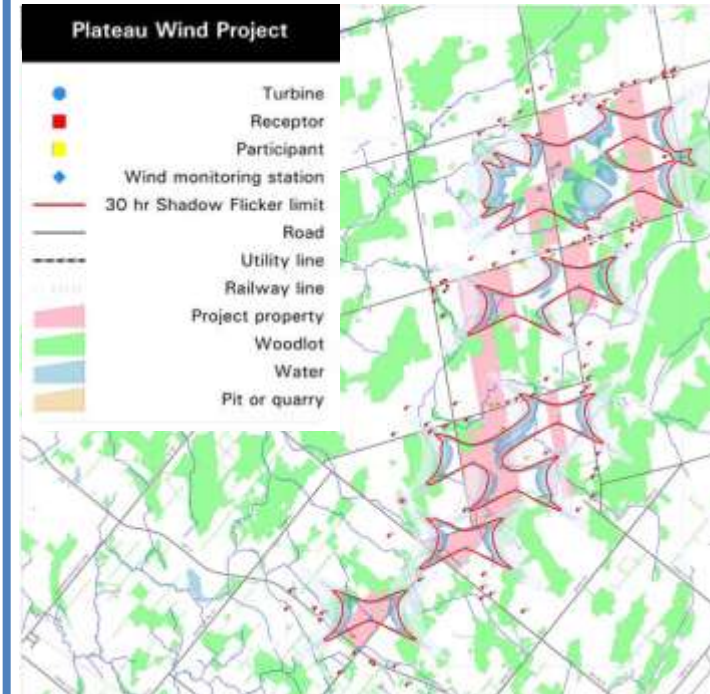 Plateau Wind Project
Turbine
Receptor
Participant
Wind monitoring station
30 hr Shadow Flicker limit
Road
Utility line
Railway line
Project property
Woodlot
Water
Pit or quarry